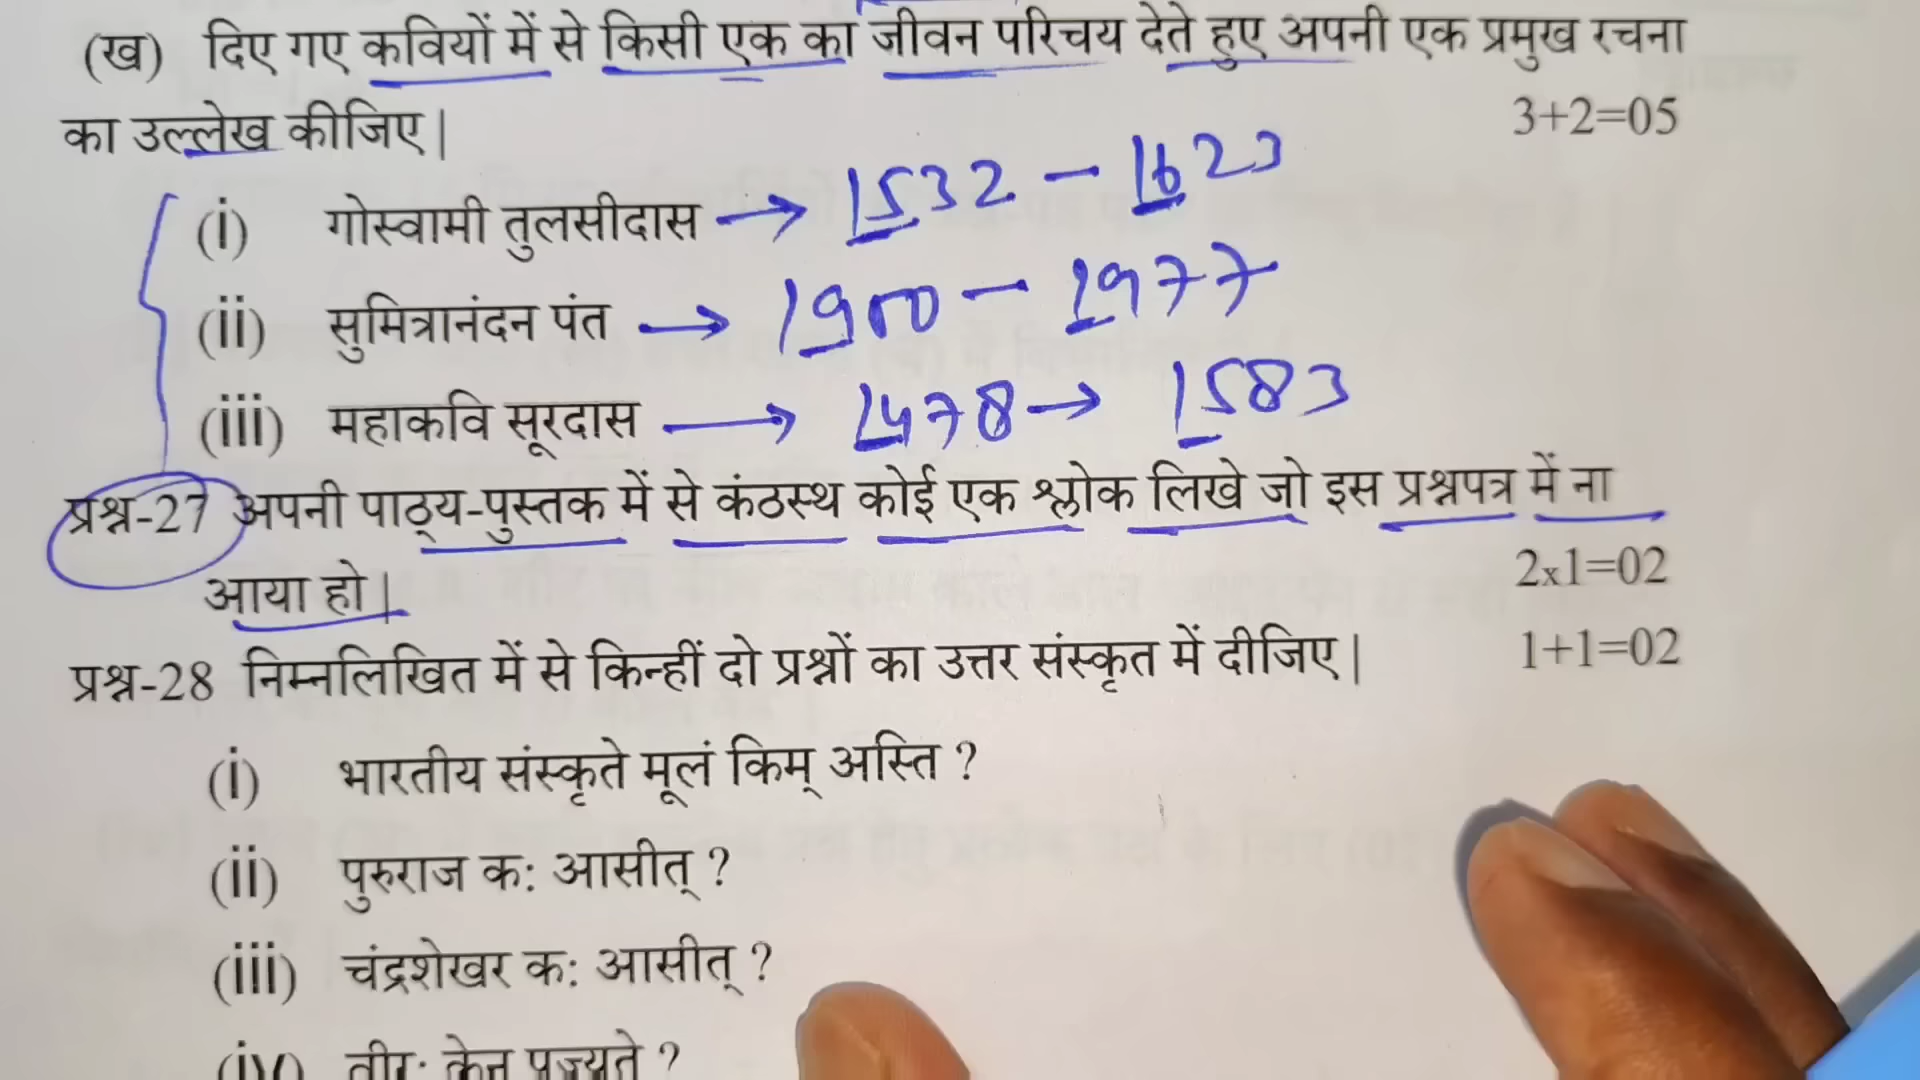 (ख) दिए गए कवियों में से किसी एक का जीवन परिचय देते हुए अपनी एक प्रमुख रचना
का उल्लेख कीजिए| 3+2=05
(i) गोस्वामी तुलसीदास → 1532 - 1623
(ii) सुमित्रानंदन पंत → 1900 - 1977
(iii) महाकवि सूरदास → 1478 → 1583
प्रश्न-27 अपनी पाठ्य-पुस्तक में से कंठस्थ कोई एक श्लोक लिखे जो इस प्रश्नपत्र में ना
आया हो| 2x1=02
प्रश्न-28 निम्नलिखित में से किन्हीं दो प्रश्नों का उत्तर संस्कृत में दीजिए| 1+1=02
(i) भारतीय संस्कृते मूलं किम् अस्ति ?
(ii) पुरुराज क: आसीत् ?
(iii) चंद्रशेखर क: आसीत् ?
(iv) वीर: केन पूज्यते ?